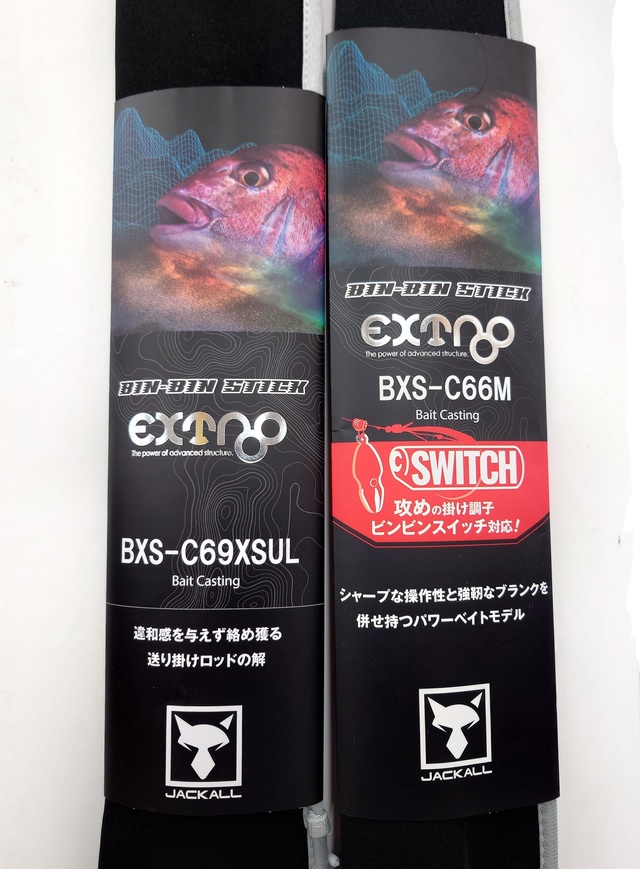 BIN-BIN STICK
EXTRO
The power of advanced structure.
BXS-C69XSUL
Bait Casting
違和感を与えず絡め獲る
送り掛けロッドの解
JACKALL
BIN-BIN STICK
EXTRO
The power of advanced structure.
BXS-C66M
Bait Casting
SWITCH
攻めの掛け調子
ビンビンスイッチ対応!
シャープな操作性と強靭なブランクを
併せ持つパワーベイトモデル
JACKALL